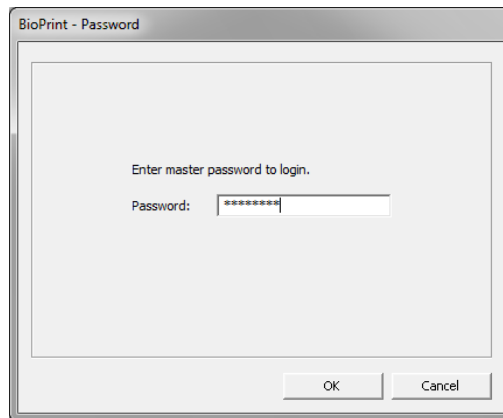 BioPrint - Password
Enter master password to login.
Password: ********
OK Cancel